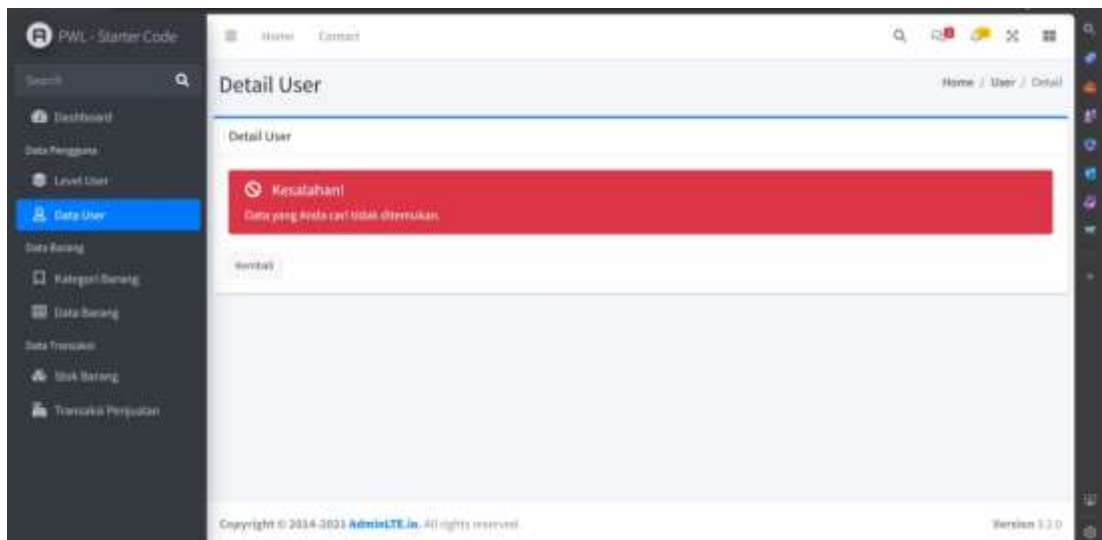 PWL - Starter Code
Home Contact
Search
Detail User
Home / User / Detail
Dashboard
Data Pengguna
Level User
Data User
Data Barang
Kategori Barang
Data Barang
Data Transaksi
Stok Barang
Transaksi Penjualan
Detail User
Kesalahan!
Data yang Anda cari tidak ditemukan.
Kembali
Copyright © 2014-2021 AdminLTE.io. All rights reserved.
Version 3.2.0